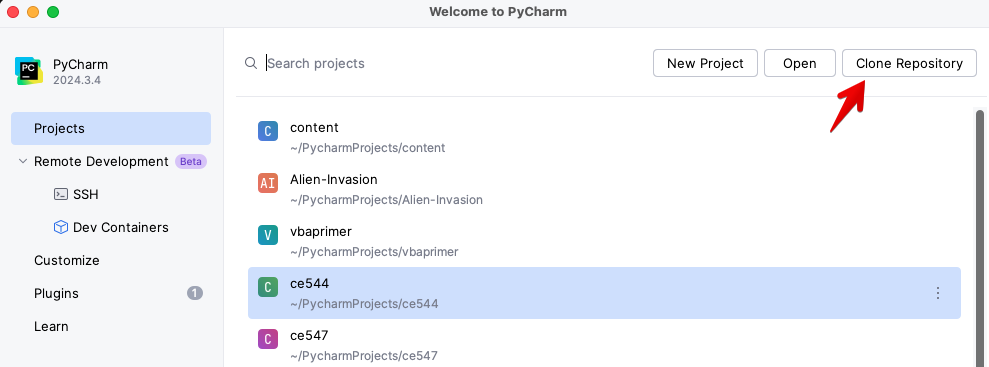 Welcome to PyCharm
PC
PyCharm
2024.3.4
Search projects
New Project
Open
Clone Repository
Projects
Remote Development Beta
SSH
Dev Containers
Customize
Plugins 1
Learn
C content
~/PycharmProjects/content
AI Alien-Invasion
~/PycharmProjects/Alien-Invasion
V vbaprimer
~/PycharmProjects/vbaprimer
C ce544
~/PycharmProjects/ce544
C ce547
~/PycharmProjects/ce547